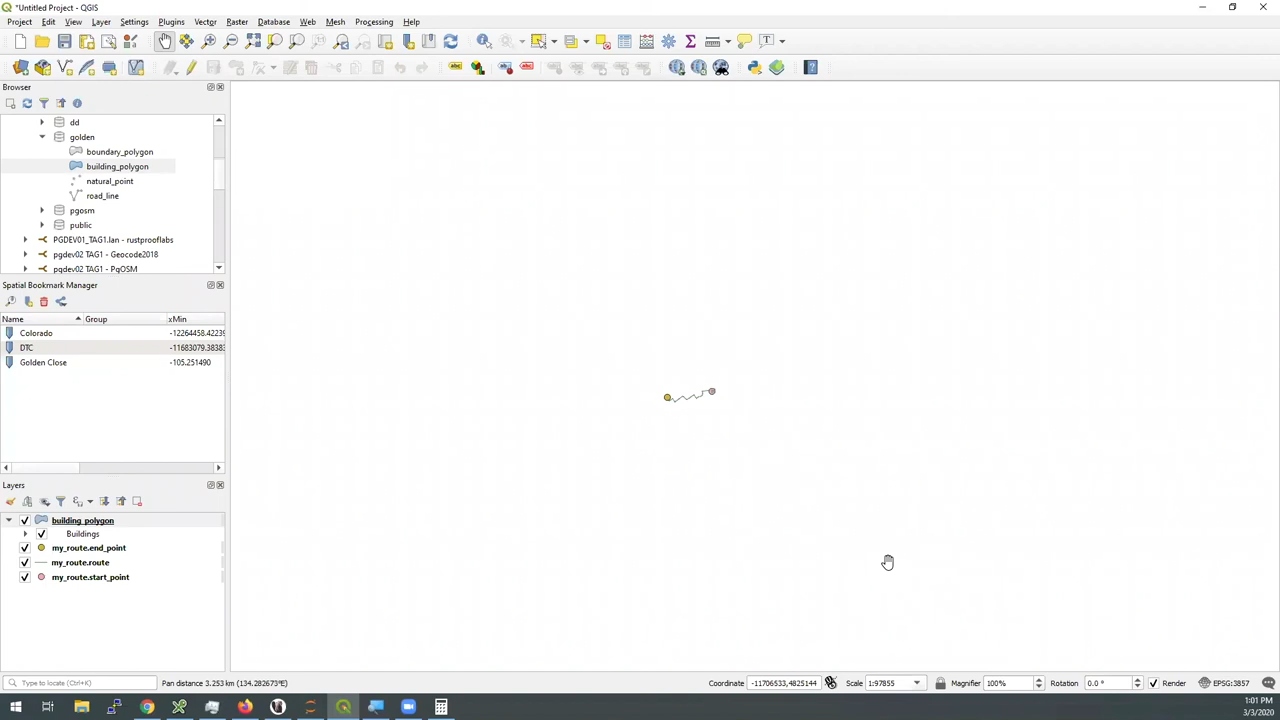 *Untitled Project - QGIS
Project Edit View Layer Settings Plugins Vector Raster Database Web Mesh Processing Help
Browser
dd
golden
boundary_polygon
building_polygon
natural_point
road_line
pgosm
public
PGDEV01_TAG1.lan - rustprooflabs
pgdev02 TAG1 - Geocode2018
pgdev02 TAG1 - PgOSM
Spatial Bookmark Manager
Name Group xMin
Colorado -12264458.42239
DTC -11683079.38383
Golden Close -105.251490
Layers
building_polygon
Buildings
my_route.end_point
my_route.route
my_route.start_point
Type to locate (Ctrl+K) Pan distance 3.253 km (134.282673°E) Coordinate -11706533,4825144 Scale 1:97855 Magnifier 100% Rotation 0.0 ° Render EPSG:3857
1:01 PM
3/3/2020